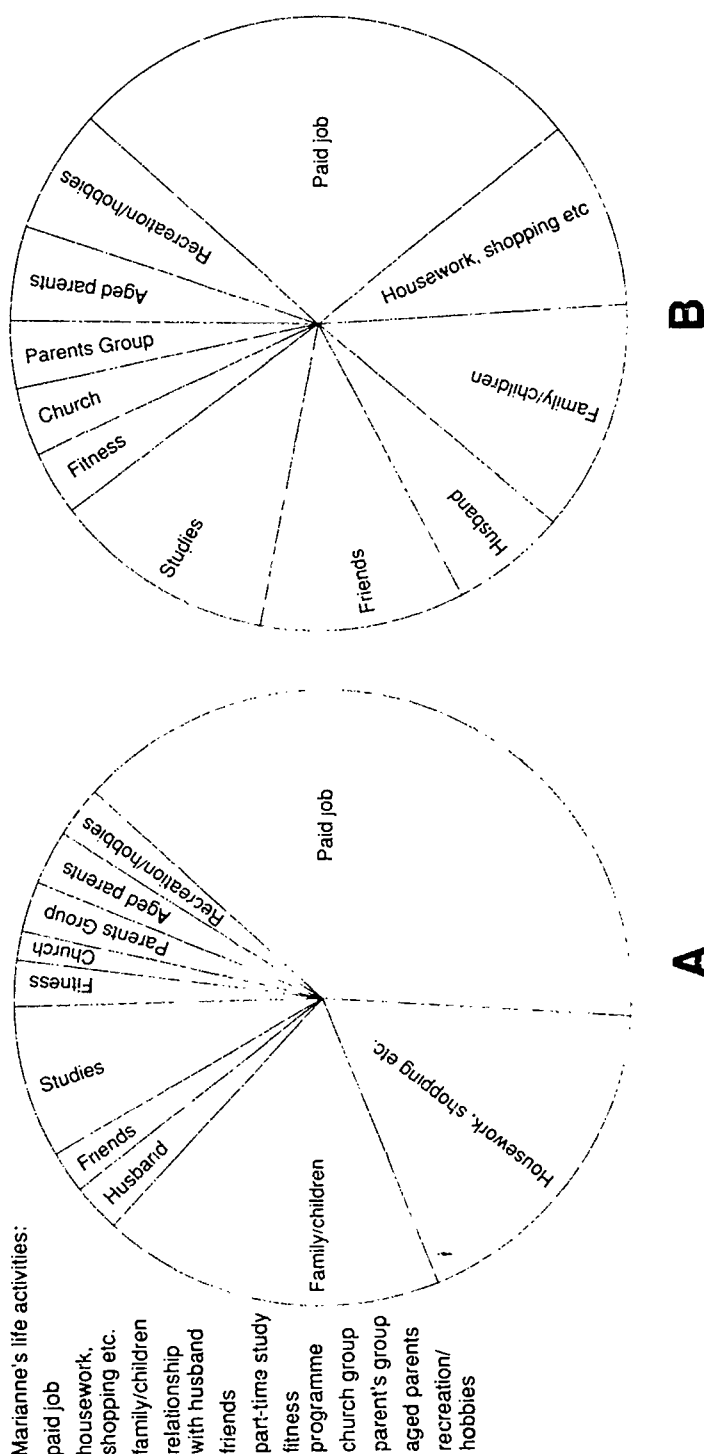 Marianne's life activities:
paid job
housework,
shopping etc.
family/children
relationship
with husband
friends
part-time study
fitness
programme
church group
parent's group
aged parents
recreation/
hobbies
Paid job
Housework, shopping etc.
Family/children
Husband
Friends
Studies
Fitness
Church
Parents Group
Aged parents
Recreation/hobbies
A
Paid job
Housework, shopping etc
Family/children
Husband
Friends
Studies
Fitness
Church
Parents Group
Aged parents
Recreation/hobbies
B